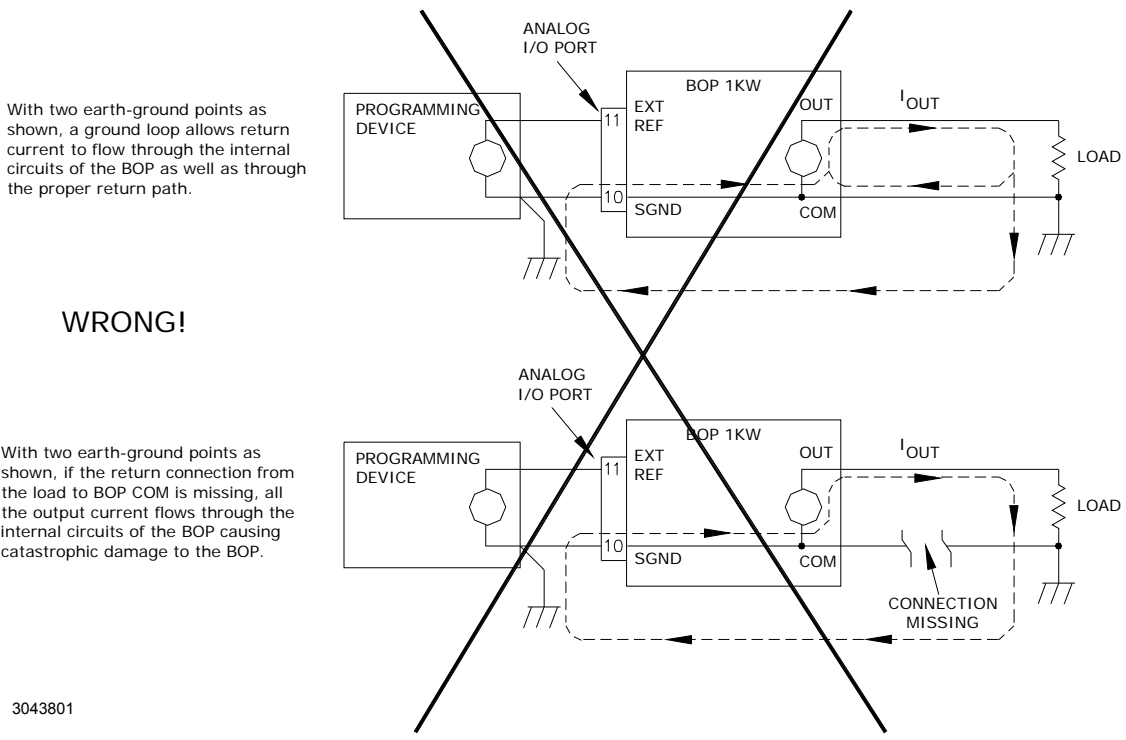 With two earth-ground points as
shown, a ground loop allows return
current to flow through the internal
circuits of the BOP as well as through
the proper return path.
ANALOG
I/O PORT
PROGRAMMING
DEVICE
BOP 1KW
11
EXT
REF
10
SGND
OUT
COM
IOUT
LOAD
WRONG!
With two earth-ground points as
shown, if the return connection from
the load to BOP COM is missing, all
the output current flows through the
internal circuits of the BOP causing
catastrophic damage to the BOP.
ANALOG
I/O PORT
PROGRAMMING
DEVICE
BOP 1KW
11
EXT
REF
10
SGND
OUT
COM
IOUT
LOAD
CONNECTION
MISSING
3043801